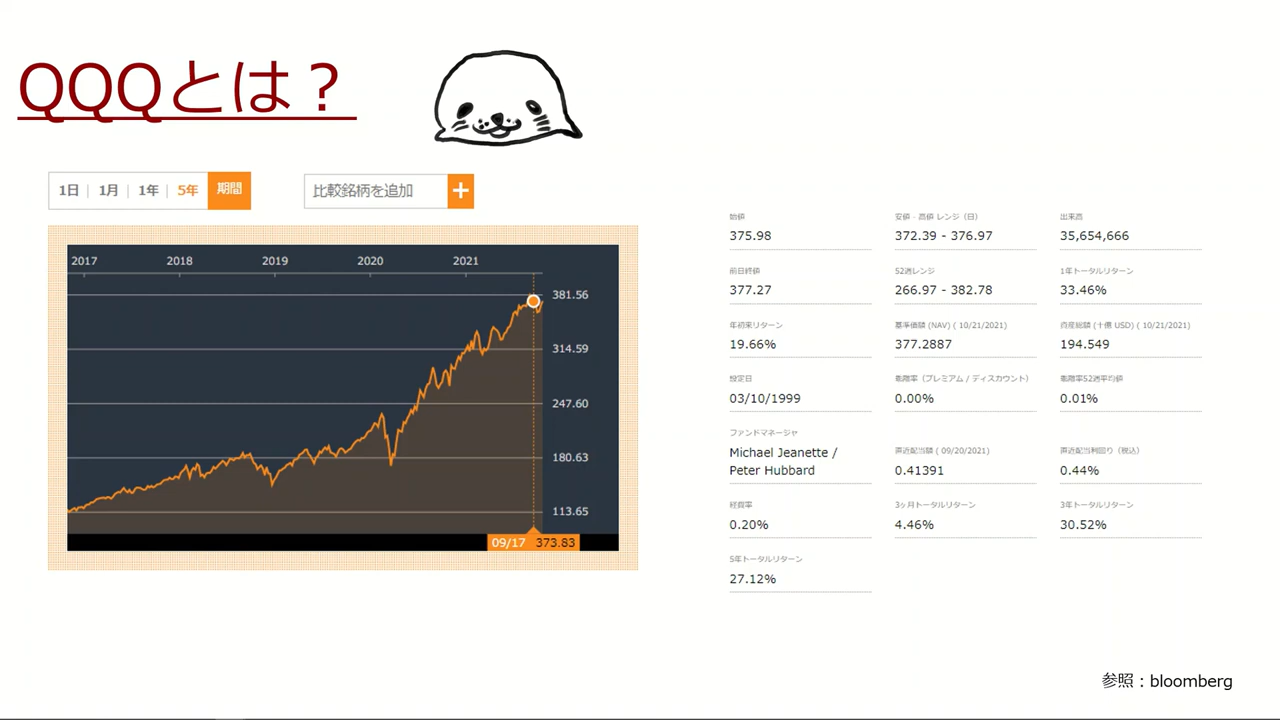 QQQとは？
1日 | 1月 | 1年 | 5年 期間
比較銘柄を追加 +
2017 2018 2019 2020 2021
381.56
314.59
247.60
180.63
113.65
09/17 373.83
始値 安値 - 高値 レンジ (日) 出来高
375.98 372.39 - 376.97 35,654,666
前日終値 52週レンジ 1年トータルリターン
377.27 266.97 - 382.78 33.46%
年初来リターン 基準価額 (NAV) ( 10/21/2021) 資産総額 (十億 USD) ( 10/21/2021)
19.66% 377.2887 194.549
設定日 乖離率 (プレミアム / ディスカウント) 乖離率52週平均値
03/10/1999 0.00% 0.01%
ファンドマネージャ
Michael Jeanette /
Peter Hubbard
直近配当額 ( 09/20/2021) 直近配当利回り (税込)
0.41391 0.44%
経費率 3ヶ月トータルリターン 3年トータルリターン
0.20% 4.46% 30.52%
5年トータルリターン
27.12%
参照：bloomberg